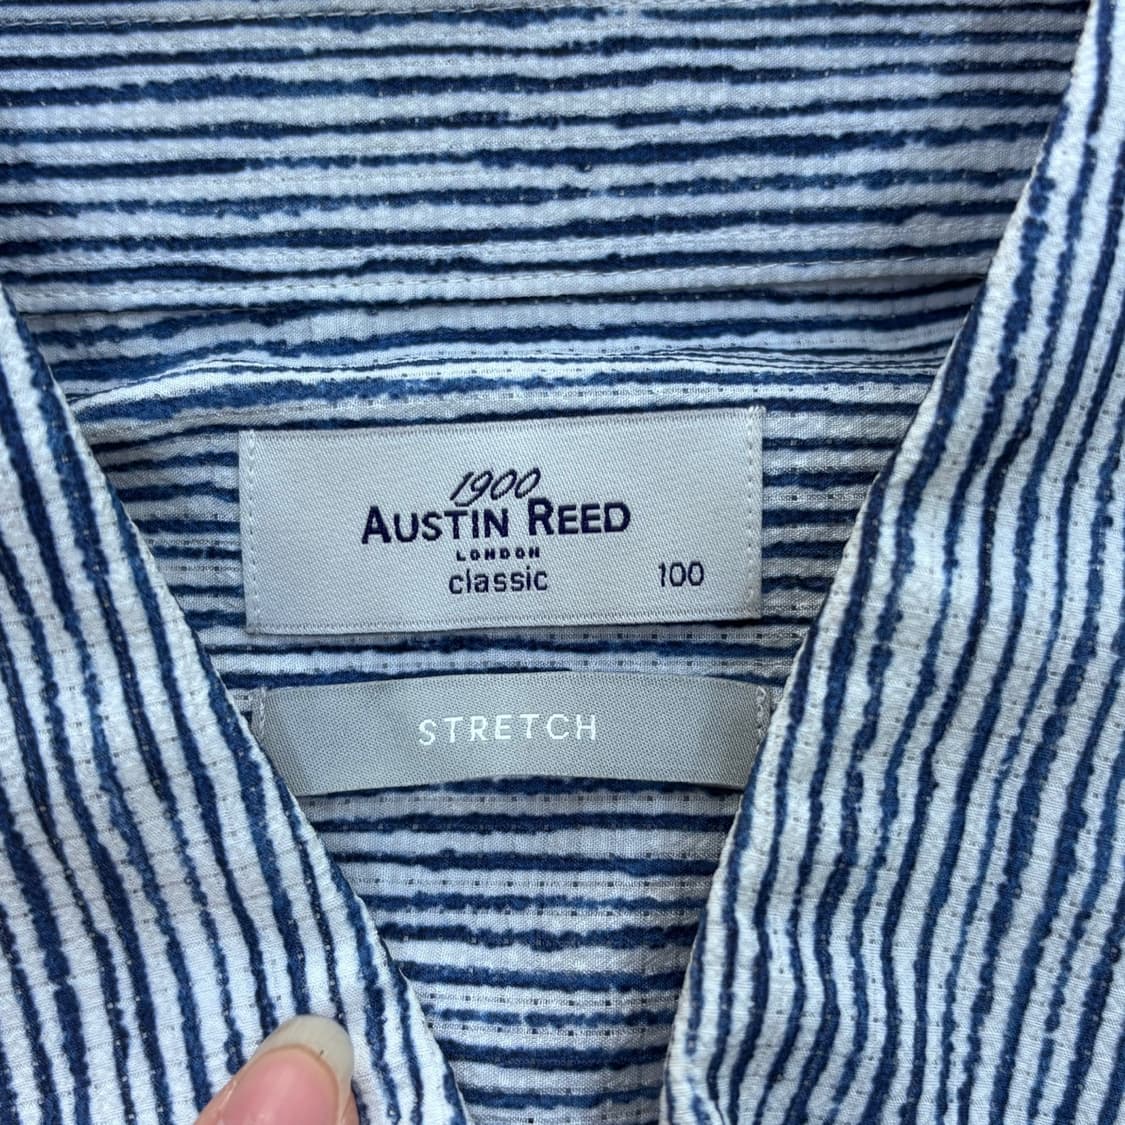 1900
AUSTIN REED
LONDON
classic 100
STRETCH